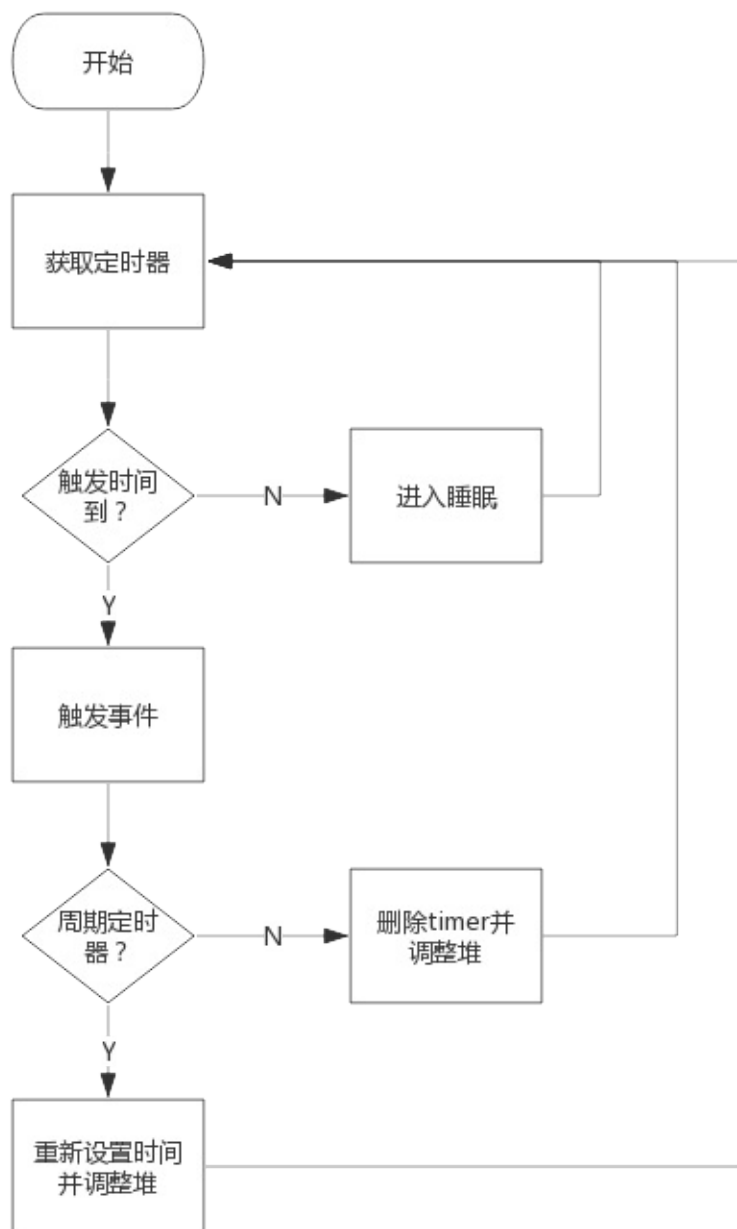 开始
获取定时器
触发时间
到？
N
进入睡眠
Y
触发事件
周期定时
器？
N
删除timer并
调整堆
Y
重新设置时间
并调整堆